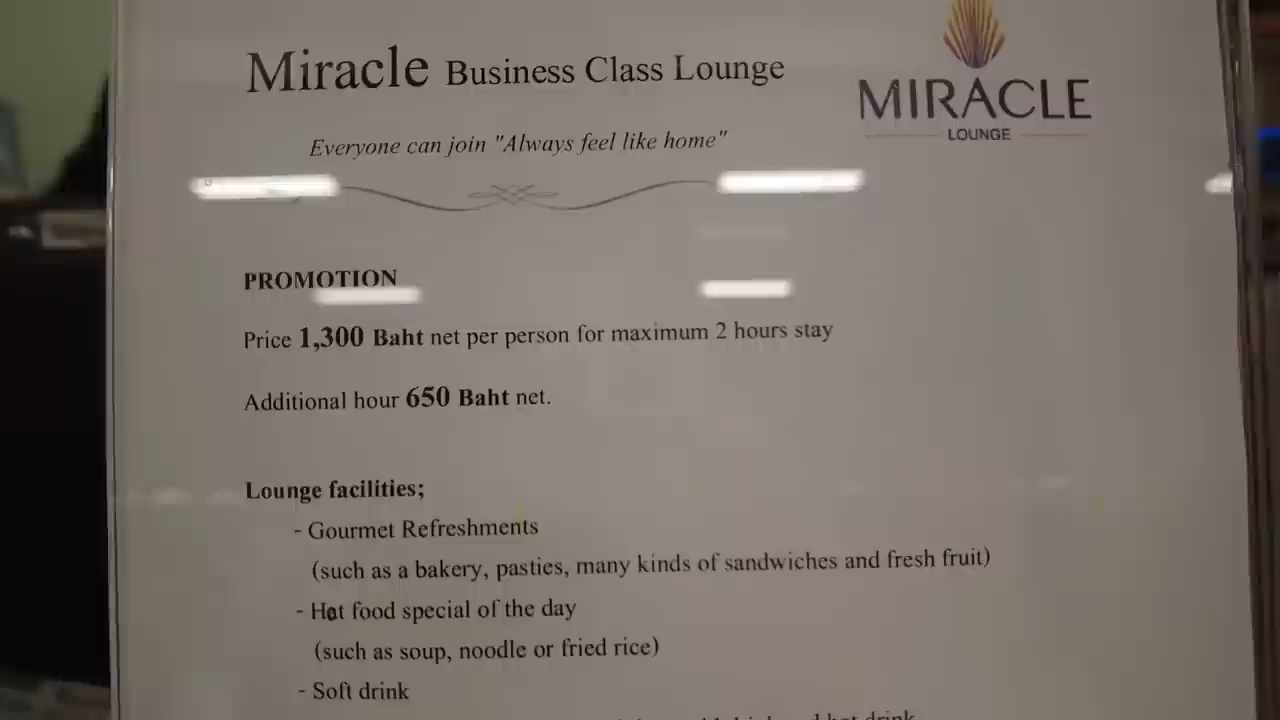 Miracle Business Class Lounge
MIRACLE
LOUNGE
Everyone can join "Always feel like home"
PROMOTION
Price 1,300 Baht net per person for maximum 2 hours stay
Additional hour 650 Baht net.
Lounge facilities;
- Gourmet Refreshments
(such as a bakery, pasties, many kinds of sandwiches and fresh fruit)
- Hot food special of the day
(such as soup, noodle or fried rice)
- Soft drink
drink